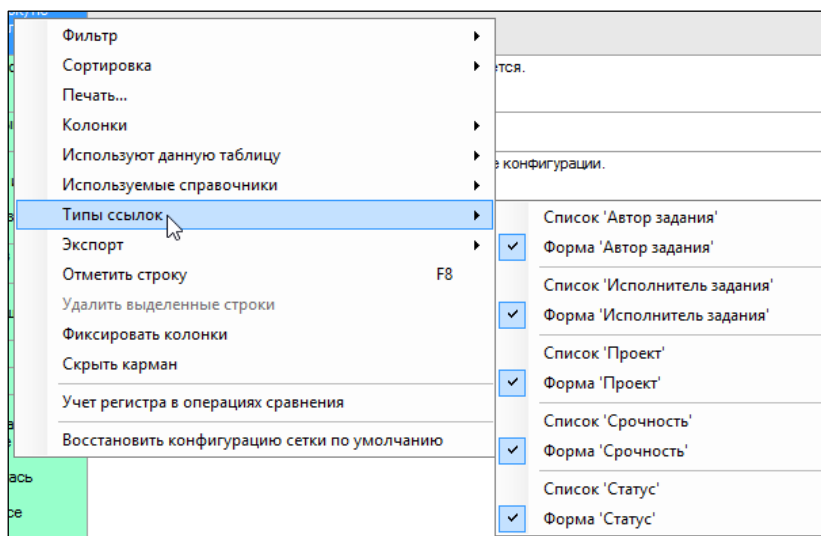 Фильтр
Сортировка
ется.
Печать...
Колонки
Используют данную таблицу
конфигурации.
Используемые справочники
Типы ссылок
Список 'Автор задания'
Экспорт
Форма 'Автор задания'
Отметить строку F8
Список 'Исполнитель задания'
Удалить выделенные строки
Форма 'Исполнитель задания'
Фиксировать колонки
Список 'Проект'
Скрыть карман
Форма 'Проект'
Учет регистра в операциях сравнения
Список 'Срочность'
Восстановить конфигурацию сетки по умолчанию
Форма 'Срочность'
ась
Список 'Статус'
се
Форма 'Статус'